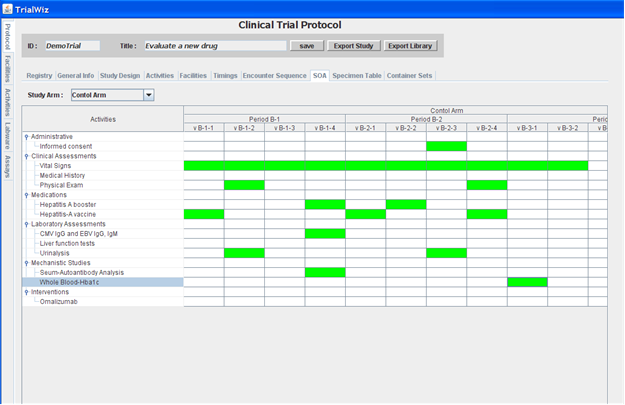 TrialWiz
Clinical Trial Protocol
ID : DemoTrial Title : Evaluate a new drug save Export Study Export Library
Registry General Info Study Design Activities Facilities Timings Encounter Sequence SOA Specimen Table Container Sets
Study Arm : Contol Arm
Protocol
Facilities
Activities
Labware
Assays
Activities
Contol Arm
Period B-1 Period B-2
v B-1-1 v B-1-2 v B-1-3 v B-1-4 v B-2-1 v B-2-2 v B-2-3 v B-2-4 v B-3-1 v B-3-2
Administrative
Informed consent
Clinical Assessments
Vital Signs
Medical History
Physical Exam
Medications
Hepatitis A booster
Hepatitis-A vaccine
Laboratory Assessments
CMV IgG and EBV IgG, IgM
Liver function tests
Urinalysis
Mechanistic Studies
Seum-Autoantibody Analysis
Whole Blood-Hba1c
Interventions
Omalizumab